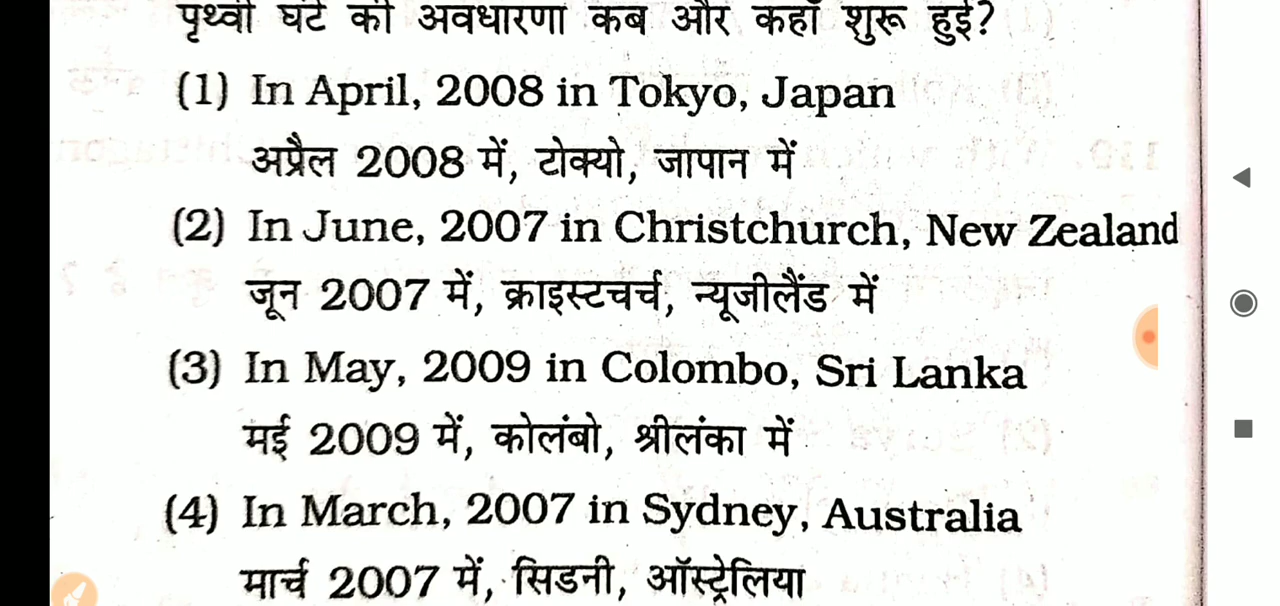 पृथ्वी घंटे की अवधारणा कब और कहाँ शुरू हुई?
(1) In April, 2008 in Tokyo, Japan
अप्रैल 2008 में, टोक्यो, जापान में
(2) In June, 2007 in Christchurch, New Zealand
जून 2007 में, क्राइस्टचर्च, न्यूजीलैंड में
(3) In May, 2009 in Colombo, Sri Lanka
मई 2009 में, कोलंबो, श्रीलंका में
(4) In March, 2007 in Sydney, Australia
मार्च 2007 में, सिडनी, ऑस्ट्रेलिया